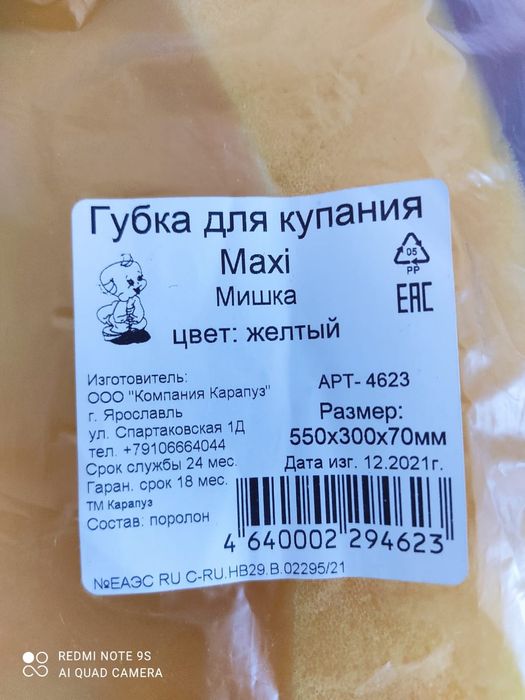 Губка для купания
Maxi
Мишка
цвет: желтый
05
PP
EAC
Изготовитель:
ООО "Компания Карапуз"
г. Ярославль
ул. Спартаковская 1Д
тел. +79106664044
Срок службы 24 мес.
Гаран. срок 18 мес.
ТМ Карапуз
Состав: поролон
АРТ- 4623
Размер:
550х300х70мм
Дата изг. 12.2021г.
4 640002 294623
№ЕАЭС RU C-RU.HB29.B.02295/21
REDMI NOTE 9S
AI QUAD CAMERA